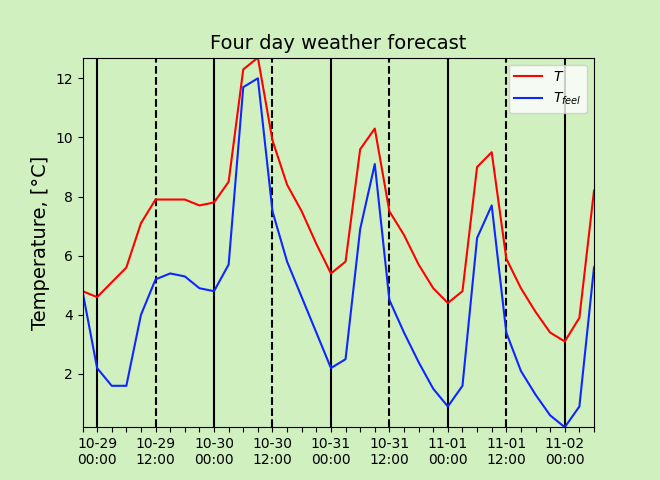 Four day weather forecast
Temperature, [°C]
12
10
8
6
4
2
T
T_feel
10-29 10-29 10-30 10-30 10-31 10-31 11-01 11-01 11-02
00:00 12:00 00:00 12:00 00:00 12:00 00:00 12:00 00:00